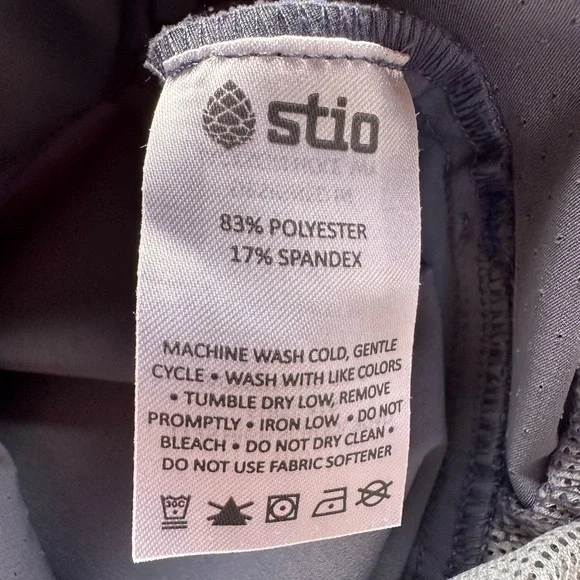 stio
83% POLYESTER
17% SPANDEX
MACHINE WASH COLD, GENTLE
CYCLE • WASH WITH LIKE COLORS
• TUMBLE DRY LOW, REMOVE
PROMPTLY • IRON LOW • DO NOT
BLEACH • DO NOT DRY CLEAN •
DO NOT USE FABRIC SOFTENER
30C